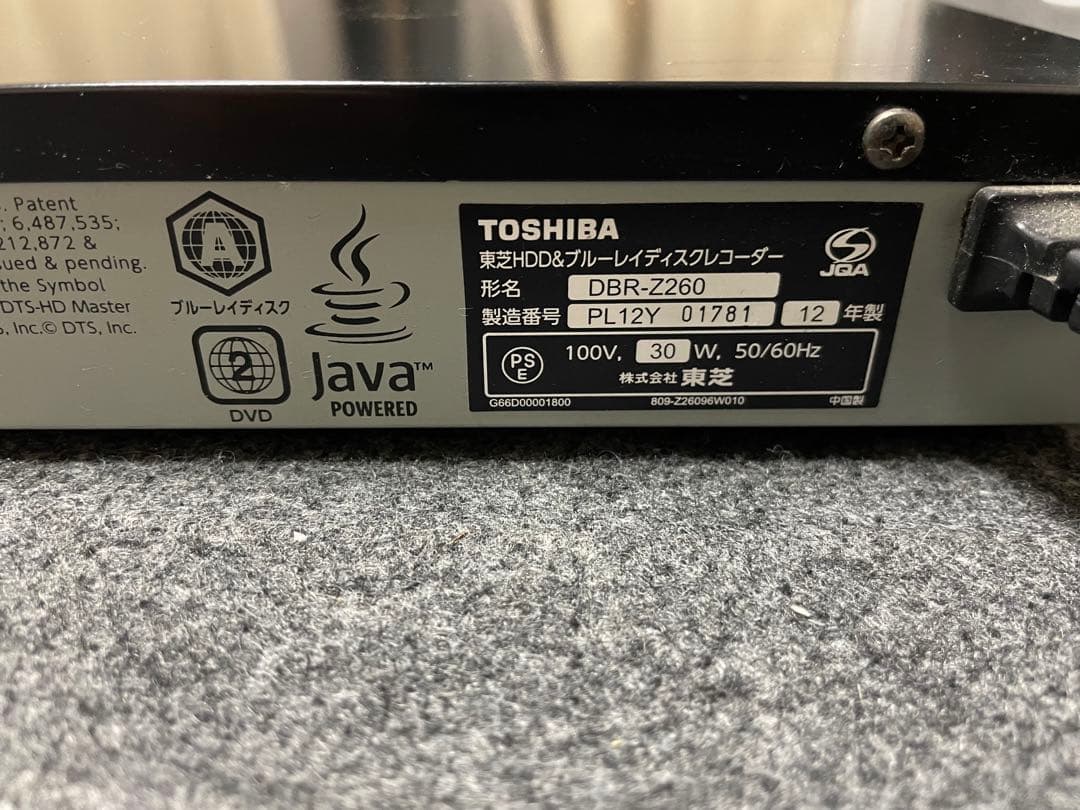 . Patent
; 6,487,535;
212,872 &
ued & pending.
the Symbol
DTS-HD Master
, Inc.© DTS, Inc.
A
ブルーレイディスク
2
DVD
Java™
POWERED
TOSHIBA
東芝HDD&ブルーレイディスクレコーダー
JQA
形名 DBR-Z260
製造番号 PL12Y 01781 12 年製
PS
E
100V, 30 W, 50/60Hz
株式会社 東芝
G66D00001800 809-Z26096W010 中国製